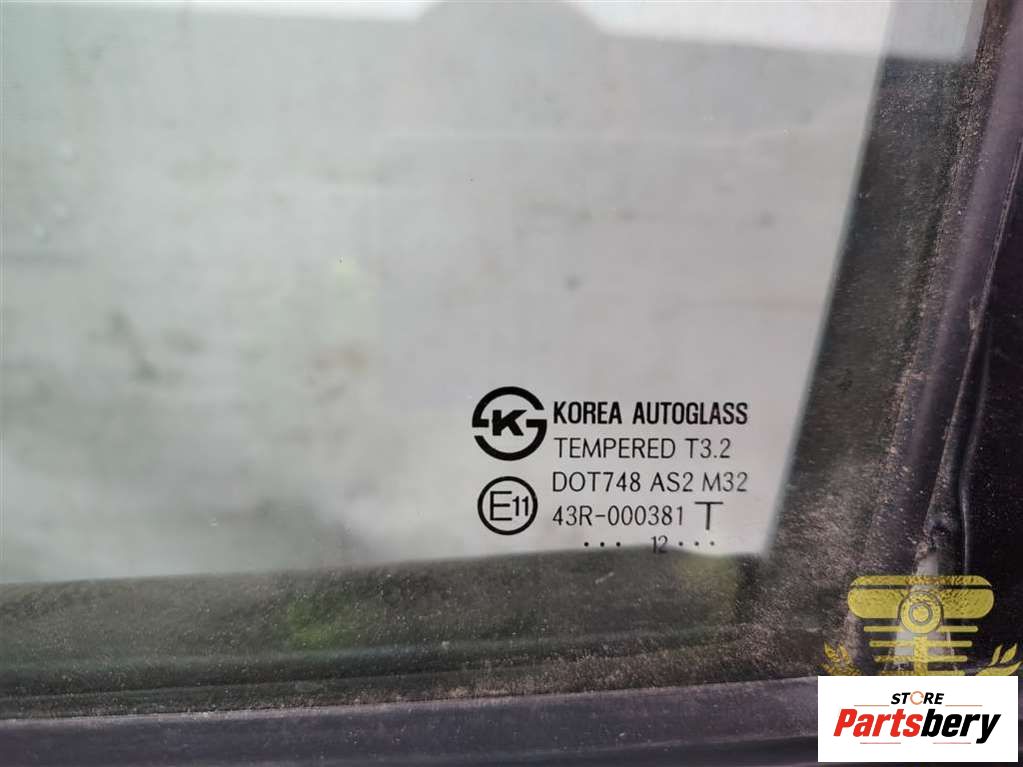 K
KOREA AUTOGLASS
TEMPERED T3.2
DOT748 AS2 M32
E11
43R-000381 T
··· 12 ···
STORE
Partsbery